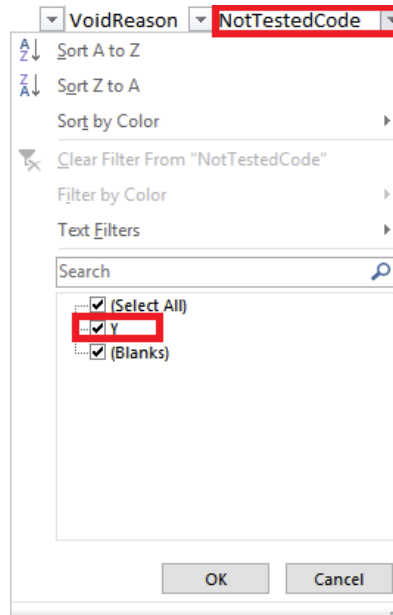 VoidReason NotTestedCode
Sort A to Z
Sort Z to A
Sort by Color
Clear Filter From "NotTestedCode"
Filter by Color
Text Filters
Search
(Select All)
Y
(Blanks)
OK Cancel